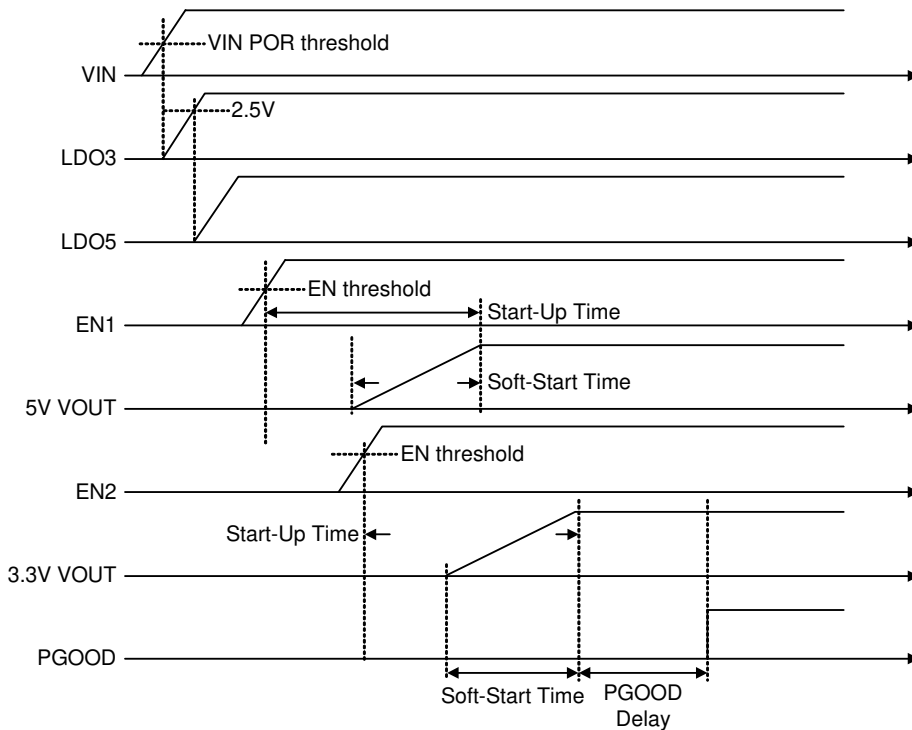 VIN POR threshold
VIN
2.5V
LDO3
LDO5
EN threshold
EN1
Start-Up Time
Soft-Start Time
5V VOUT
EN threshold
EN2
Start-Up Time
3.3V VOUT
PGOOD
Soft-Start Time
PGOOD
Delay